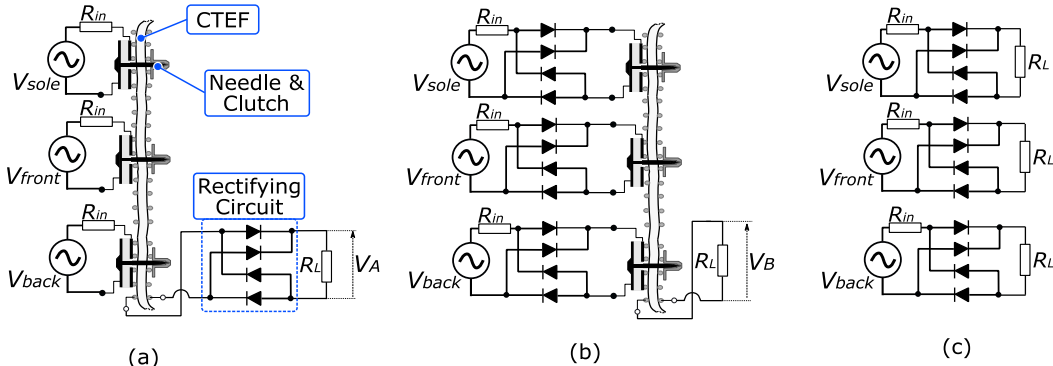 Rin
CTEF
Vsole
Needle &
Clutch
Rin
Vfront
Rectifying
Circuit
Rin
Vback
RL
VA
(a)
Rin
Vsole
Rin
Vfront
Rin
Vback
RL
VB
(b)
Rin
RL
Vsole
Rin
RL
Vfront
Rin
RL
Vback
(c)